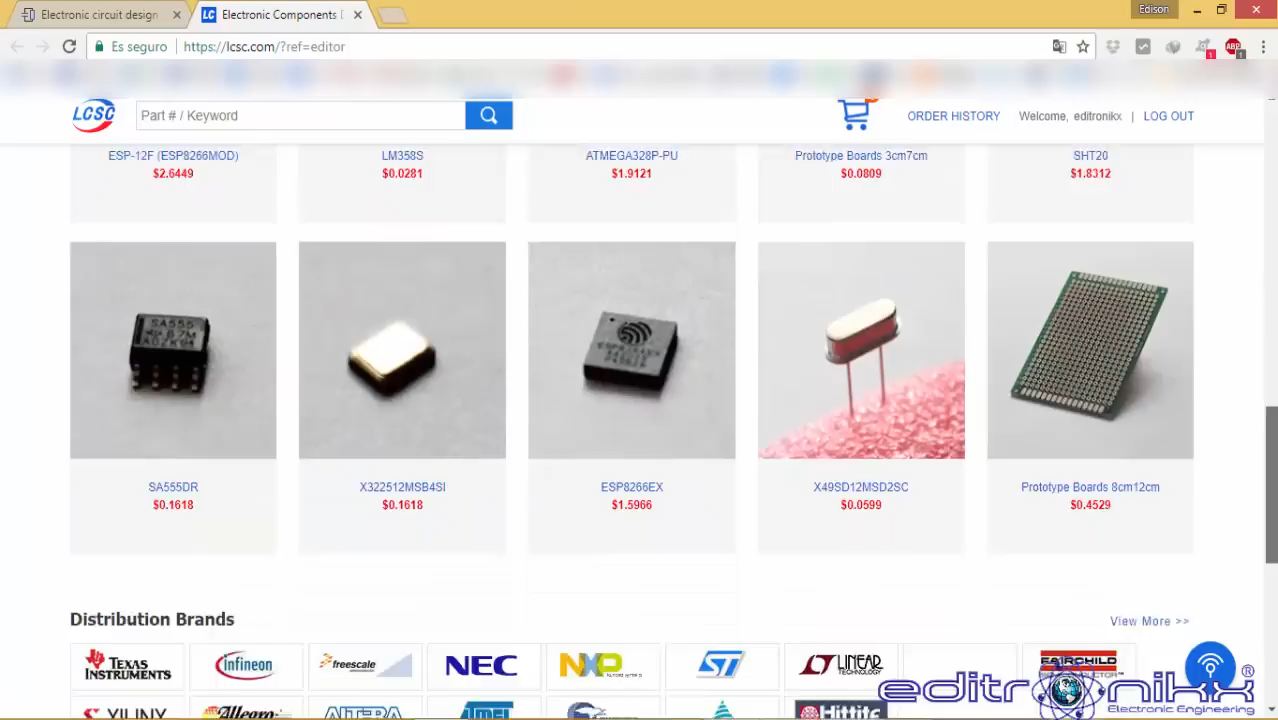 Electronic circuit design
Electronic Components D
Edison
Es seguro
https://lcsc.com/?ref=editor
ABP
1
1
LCSC
Part # / Keyword
ORDER HISTORY
Welcome, editronikx | LOG OUT
ESP-12F (ESP8266MOD)
LM358S
ATMEGA328P-PU
Prototype Boards 3cm7cm
SHT20
$2.6449
$0.0281
$1.9121
$0.0809
$1.8312
SA555
SA555DR
X322512MSB4SI
ESP8266EX
X49SD12MSD2SC
Prototype Boards 8cm12cm
$0.1618
$0.1618
$1.5966
$0.0599
$0.4529
Distribution Brands
View More >>
TEXAS INSTRUMENTS
Infineon
freescale
NEC
NXP
ST
LINEAR TECHNOLOGY
FAIRCHILD
XILINX
Allegro
ALTERA
ATMEL
Hittite
editronikx ®
Electronic Engineering